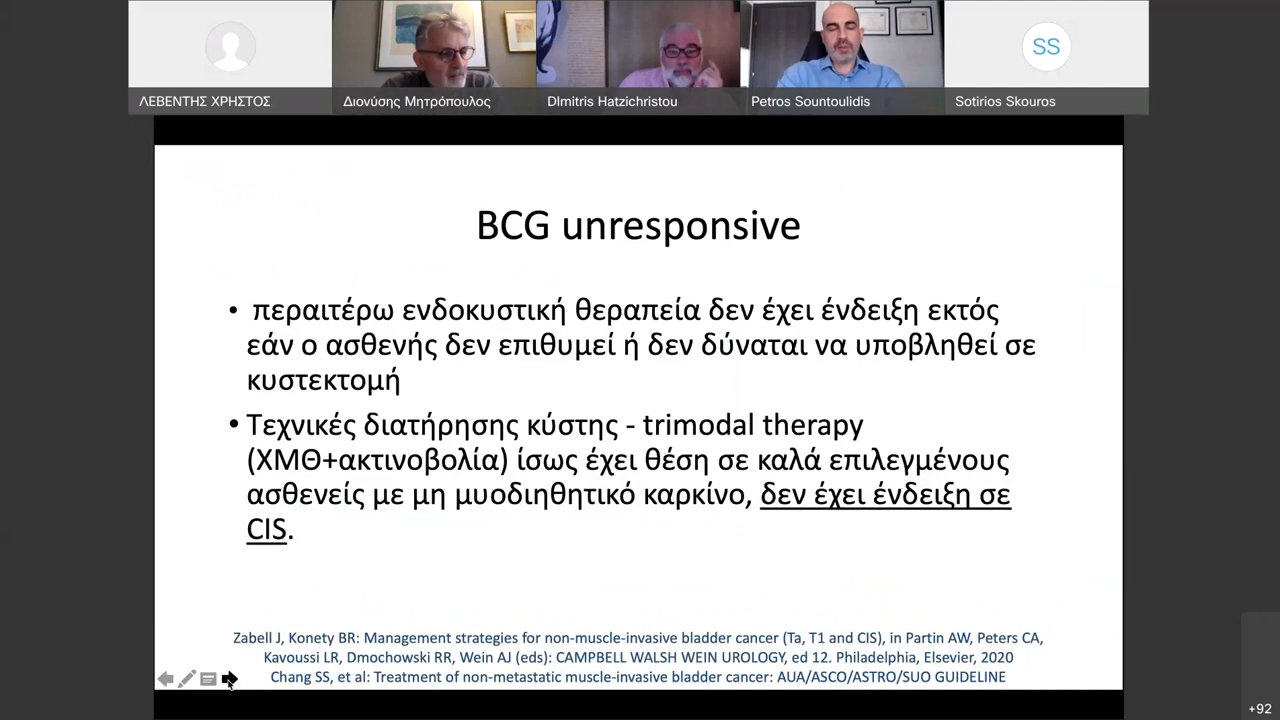 SS
ΛΕΒΕΝΤΗΣ ΧΡΗΣΤΟΣ
Διονύσης Μητρόπουλος
DImitris Hatzichristou
Petros Sountoulidis
Sotirios Skouros
BCG unresponsive
• περαιτέρω ενδοκυστική θεραπεία δεν έχει ένδειξη εκτός
εάν ο ασθενής δεν επιθυμεί ή δεν δύναται να υποβληθεί σε
κυστεκτομή
• Τεχνικές διατήρησης κύστης - trimodal therapy
(ΧΜΘ+ακτινοβολία) ίσως έχει θέση σε καλά επιλεγμένους
ασθενείς με μη μυοδιηθητικό καρκίνο, δεν έχει ένδειξη σε
CIS.
Zabell J, Konety BR: Management strategies for non-muscle-invasive bladder cancer (Ta, T1 and CIS), in Partin AW, Peters CA,
Kavoussi LR, Dmochowski RR, Wein AJ (eds): CAMPBELL WALSH WEIN UROLOGY, ed 12. Philadelphia, Elsevier, 2020
Chang SS, et al: Treatment of non-metastatic muscle-invasive bladder cancer: AUA/ASCO/ASTRO/SUO GUIDELINE
+92